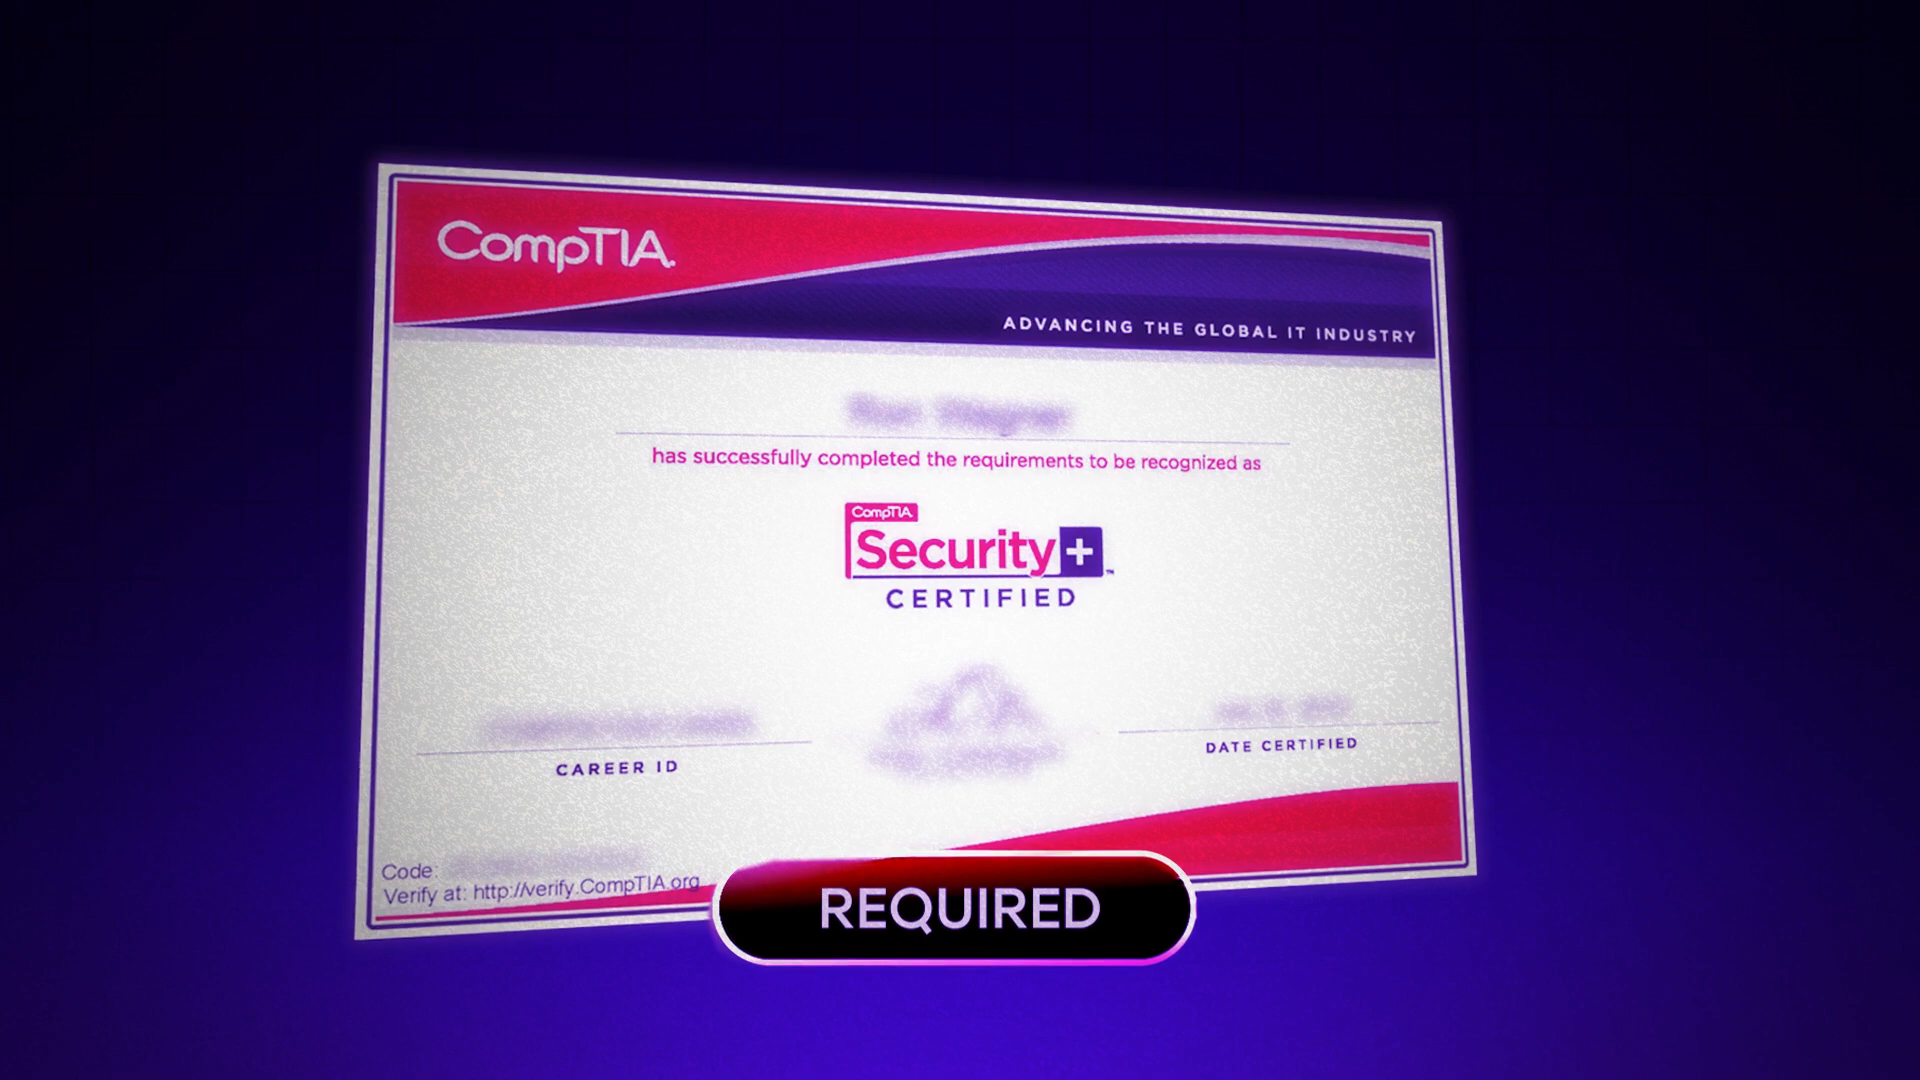 CompTIA.
ADVANCING THE GLOBAL IT INDUSTRY
has successfully completed the requirements to be recognized as
CompTIA
Security+™
CERTIFIED
CAREER ID
DATE CERTIFIED
Code:
Verify at: http://verify.CompTIA.org
REQUIRED